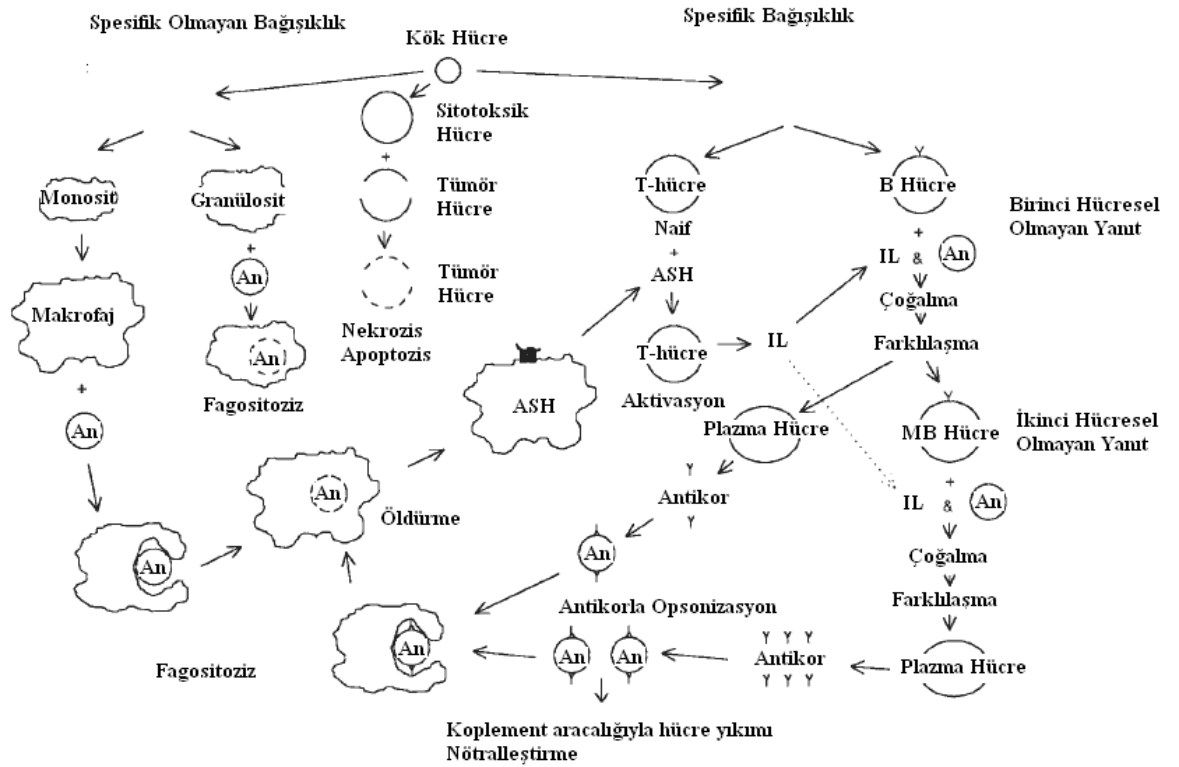 Spesifik Olmayan Bağışıklık
Spesifik Bağışıklık
Kök Hücre
Sitotoksik
Hücre
+
Tümör
Hücre
Tümör
Hücre
Nekrozis
Apoptozis
Monosit
Makrofaj
+
An
An
Fagositoziz
Granülosit
+
An
An
Fagositoziz
An
Öldürme
ASH
T-hücre
Naif
+
ASH
T-hücre
Aktivasyon
IL
B Hücre
+
IL & An
Çoğalma
Farklılaşma
Birinci Hücresel
Olmayan Yanıt
Plazma Hücre
MB Hücre
İkinci Hücresel
Olmayan Yanıt
+
IL & An
Çoğalma
Farklılaşma
Plazma Hücre
Antikor
An
Antikorla Opsonizasyon
Antikor
An An
An
Koplement aracalığıyla hücre yıkımı
Nötralleştirme